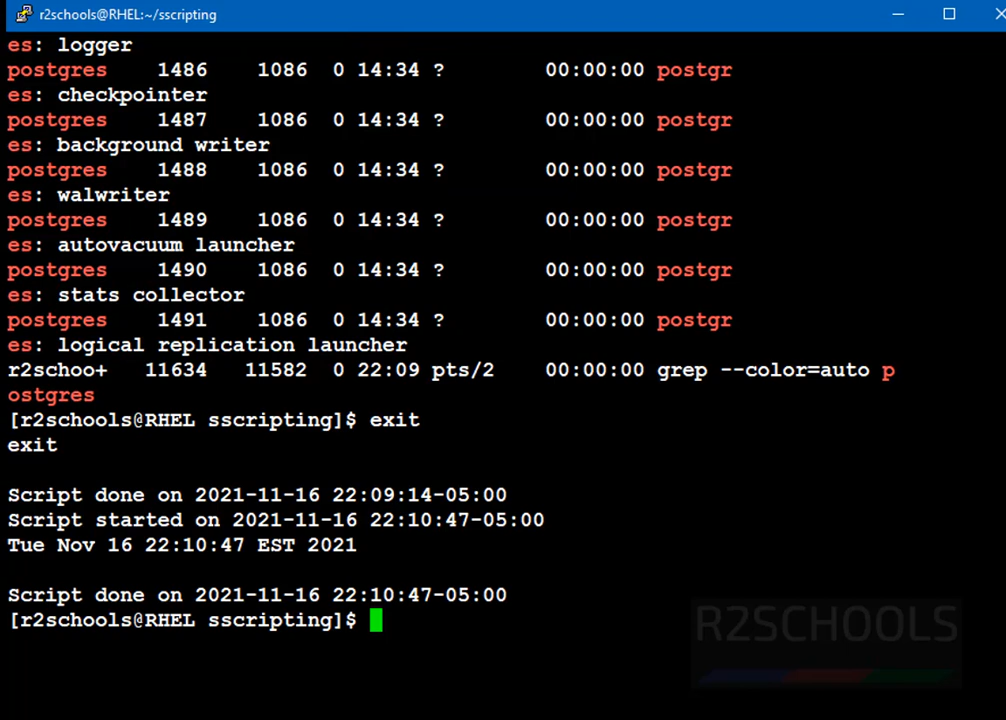 r2schools@RHEL:~/sscripting
es: logger
postgres 1486 1086 0 14:34 ? 00:00:00 postgr
es: checkpointer
postgres 1487 1086 0 14:34 ? 00:00:00 postgr
es: background writer
postgres 1488 1086 0 14:34 ? 00:00:00 postgr
es: walwriter
postgres 1489 1086 0 14:34 ? 00:00:00 postgr
es: autovacuum launcher
postgres 1490 1086 0 14:34 ? 00:00:00 postgr
es: stats collector
postgres 1491 1086 0 14:34 ? 00:00:00 postgr
es: logical replication launcher
r2schoo+ 11634 11582 0 22:09 pts/2 00:00:00 grep --color=auto p
ostgres
[r2schools@RHEL sscripting]$ exit
exit
Script done on 2021-11-16 22:09:14-05:00
Script started on 2021-11-16 22:10:47-05:00
Tue Nov 16 22:10:47 EST 2021
Script done on 2021-11-16 22:10:47-05:00
[r2schools@RHEL sscripting]$
R2SCHOOLS